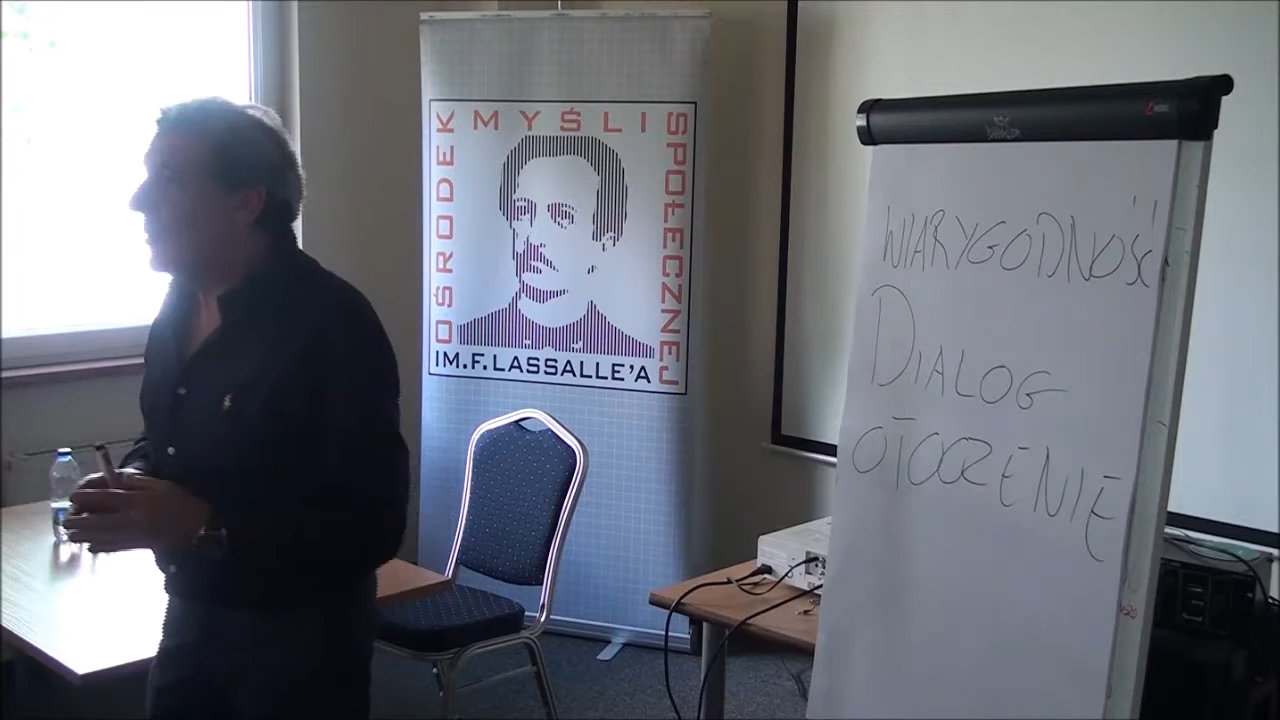 OŚRODEK MYŚLI SPOŁECZNEJ
IM.F.LASSALLE'A
WIARYGODNOŚĆ
DIALOG
OTOCZENIE